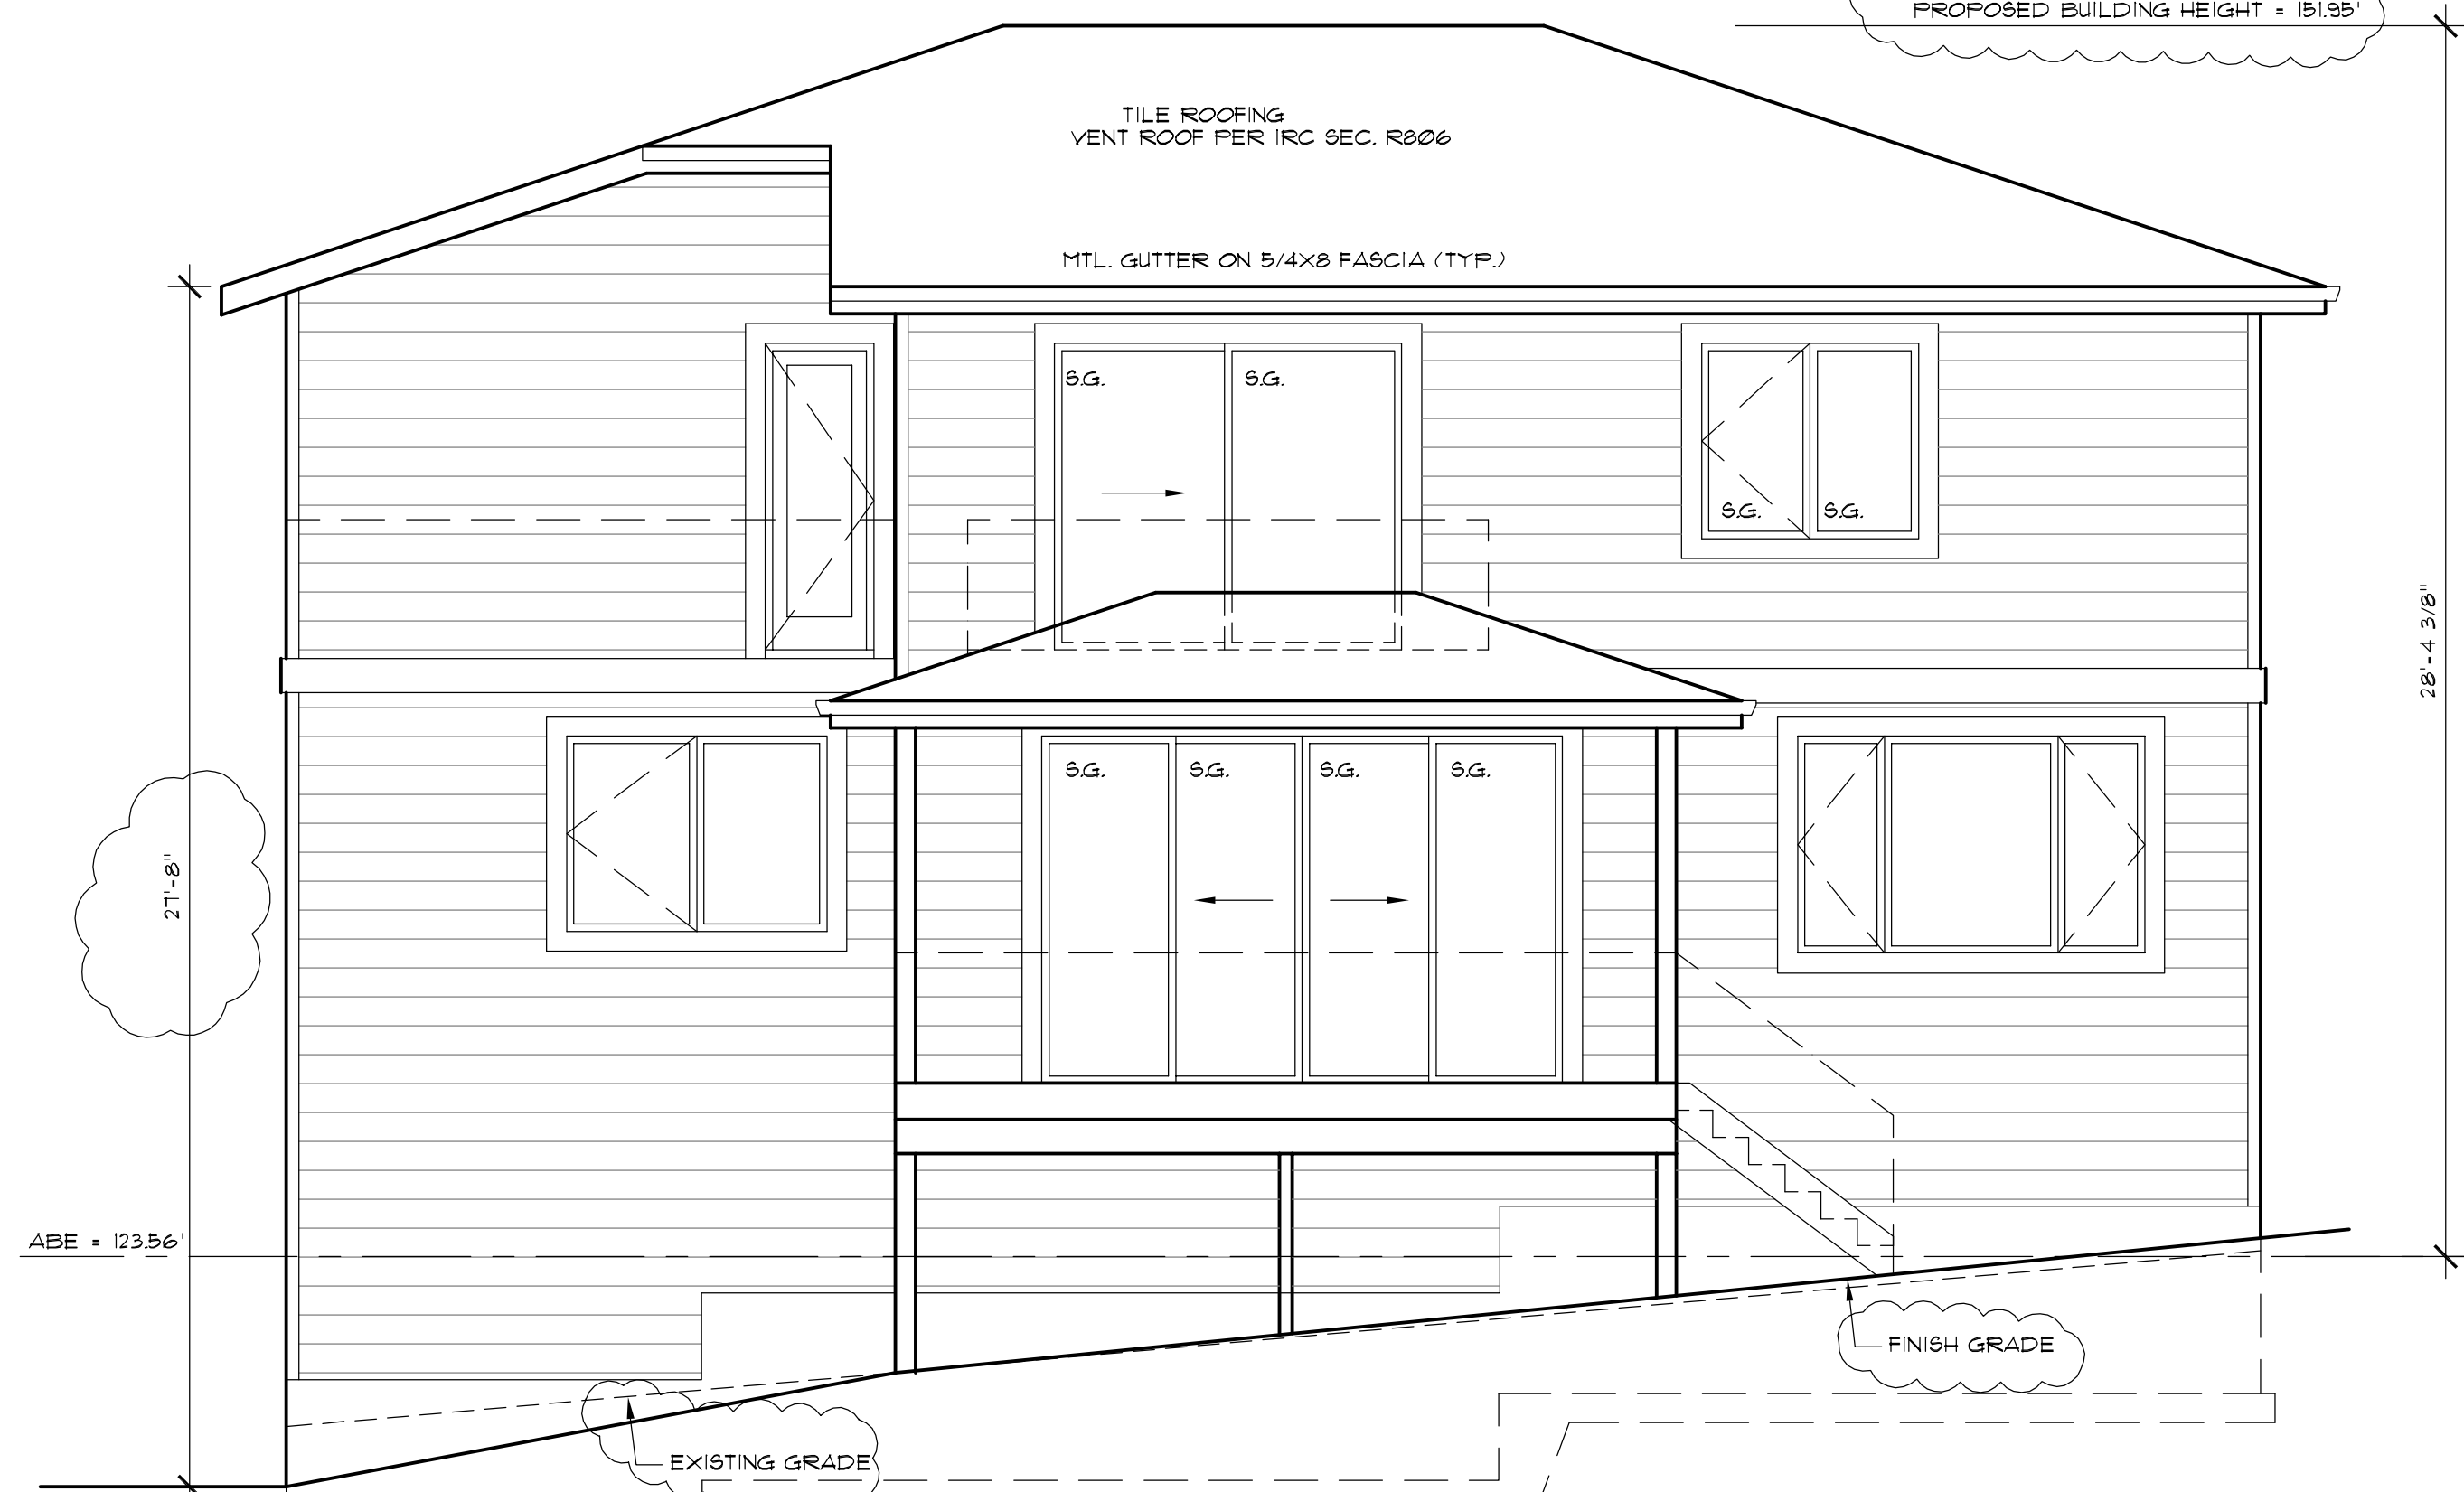 PROPOSED BUILDING HEIGHT = 151.95'
TILE ROOFING
VENT ROOF PER IRC SEC. R806
MTL. GUTTER ON 5/4X8 FASCIA (TYP.)
S.G.
S.G.
S.G.
S.G.
28'-4 3/8"
S.G.
S.G.
S.G.
S.G.
27'-8"
ABE = 123.56'
FINISH GRADE
EXISTING GRADE